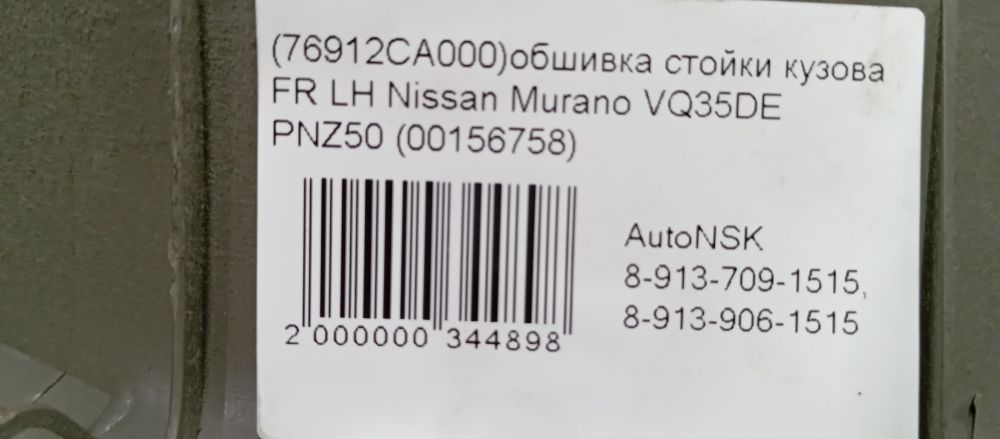 (76912CA000)обшивка стойки кузова
FR LH Nissan Murano VQ35DE
PNZ50 (00156758)
AutoNSK
8-913-709-1515,
8-913-906-1515
2 000000 344898